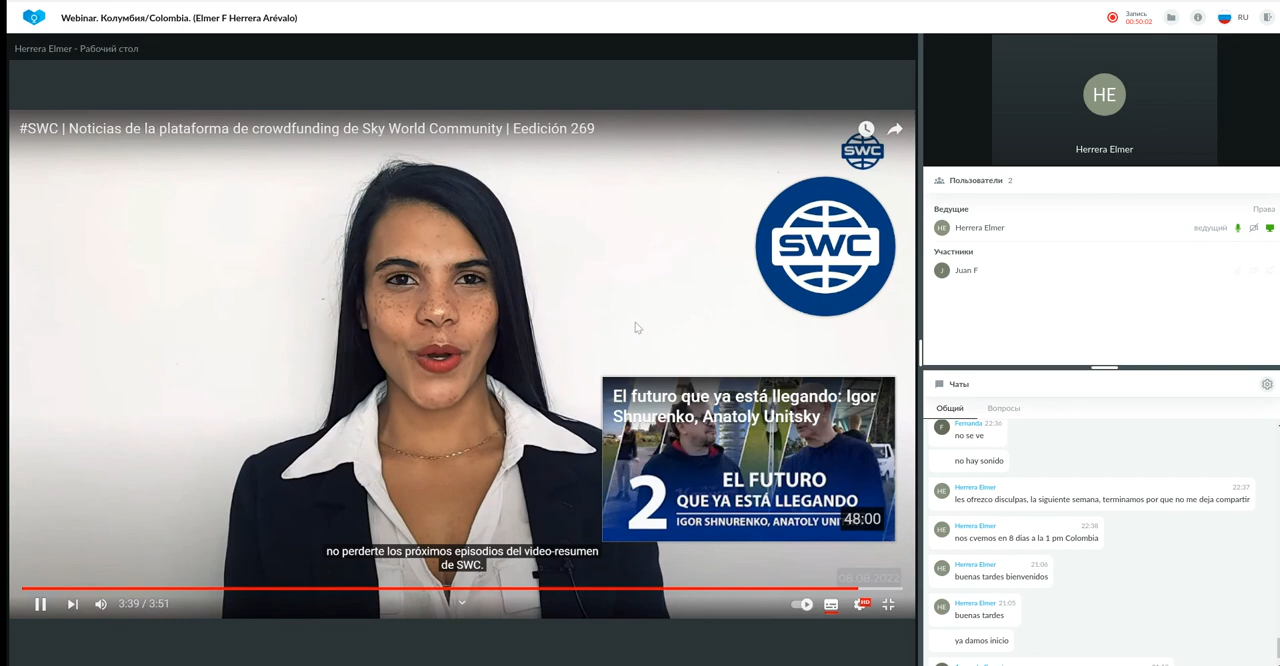 Webinar. Колумбия/Colombia. (Elmer F Herrera Arévalo)
Запись
00:50:02
RU
Herrera Elmer - Рабочий стол
#SWC | Noticias de la plataforma de crowdfunding de Sky World Community | Eedición 269
SWC
SWC
El futuro que ya está llegando: Igor
Shnurenko, Anatoly Unitsky
2
EL FUTURO
QUE YA ESTÁ LLEGANDO
IGOR SHNURENKO, ANATOLY UNI
48:00
no perderte los próximos episodios del video-resumen
de SWC.
08.08.2022
3:39 / 3:51
HD
HE
Herrera Elmer
Пользователи 2
Ведущие
Права
HE
Herrera Elmer
ведущий
Участники
J
Juan F
Чаты
Общий
Вопросы
F
Fernanda 22:36
no se ve
no hay sonido
HE
Herrera Elmer 22:37
les ofrezco disculpas, la siguiente semana, terminamos por que no me deja compartir
HE
Herrera Elmer 22:38
nos cvemos en 8 dias a la 1 pm Colombia
HE
Herrera Elmer 21:06
buenas tardes bienvenidos
HE
Herrera Elmer 21:05
buenas tardes
ya damos inicio